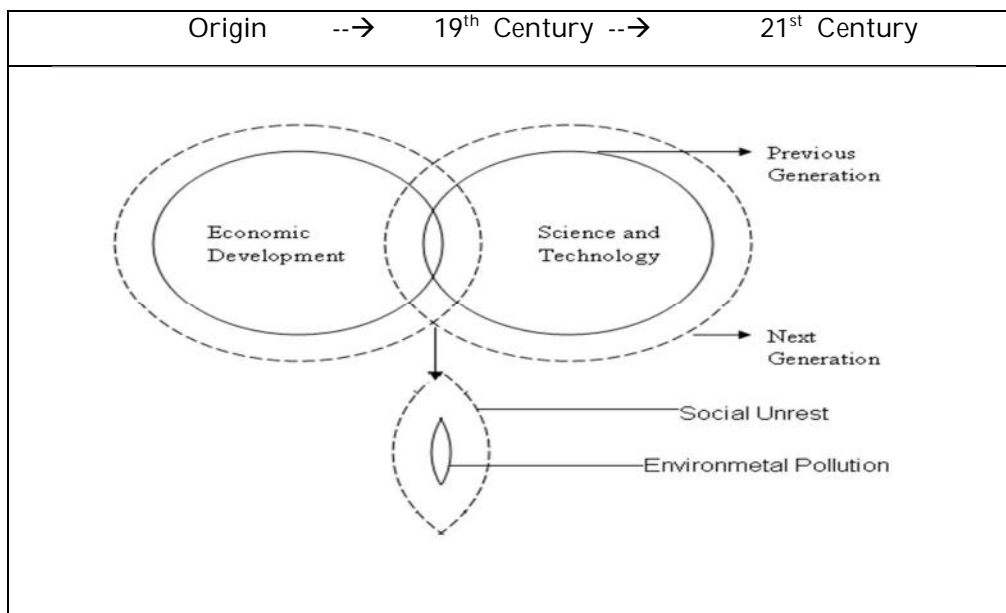 Origin --→ 19th Century --→ 21st Century
Previous
Generation
Economic
Development
Science and
Technology
Next
Generation
Social Unrest
Environmetal Pollution